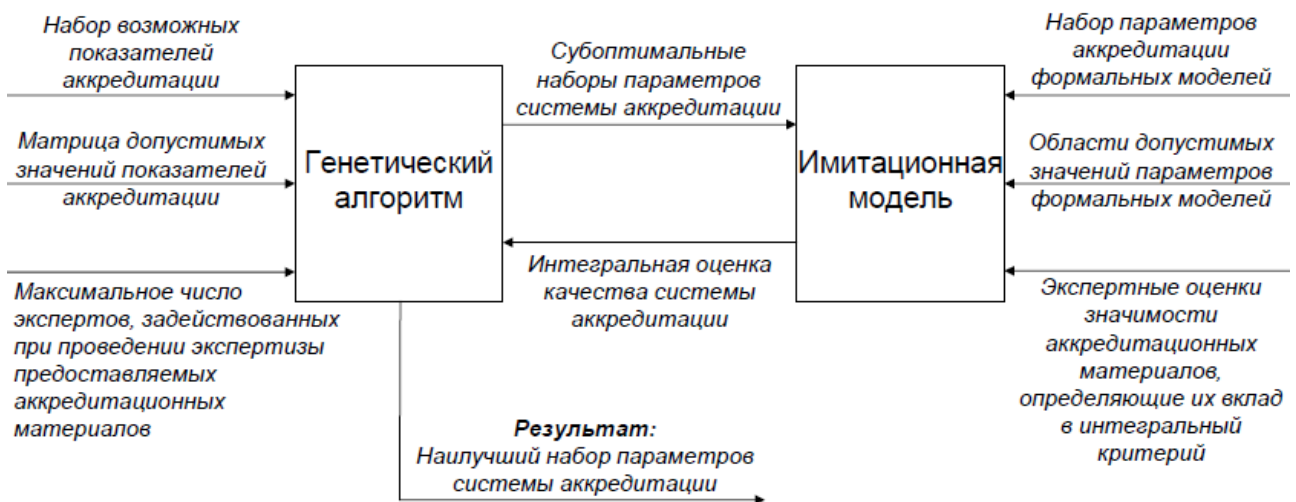 Набор возможных
показателей
аккредитации
Матрица допустимых
значений показателей
аккредитации
Максимальное число
экспертов, задействованных
при проведении экспертизы
предоставляемых
аккредитационных
материалов
Генетический
алгоритм
Субоптимальные
наборы параметров
системы аккредитации
Интегральная оценка
качества системы
аккредитации
Результат:
Наилучший набор параметров
системы аккредитации
Имитационная
модель
Набор параметров
аккредитации
формальных моделей
Области допустимых
значений параметров
формальных моделей
Экспертные оценки
значимости
аккредитационных
материалов,
определяющие их вклад
в интегральный
критерий